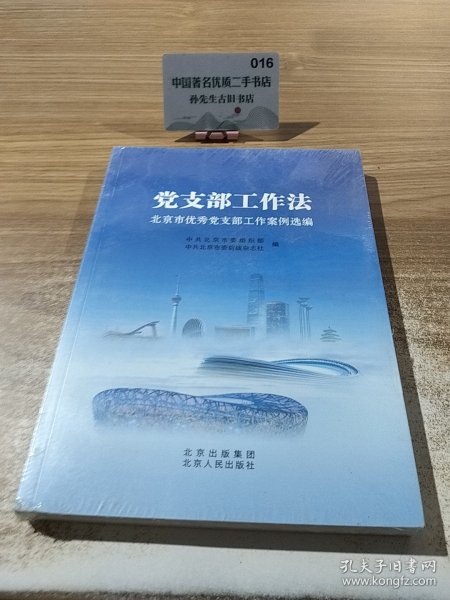 016
中国著名优质二手书店
孙先生古旧书店
党支部工作法
北京市优秀党支部工作案例选编
中共北京市委组织部
中共北京市委前线杂志社
编
北京出版集团
北京人民出版社
孔夫子旧书网
www.kongfz.com